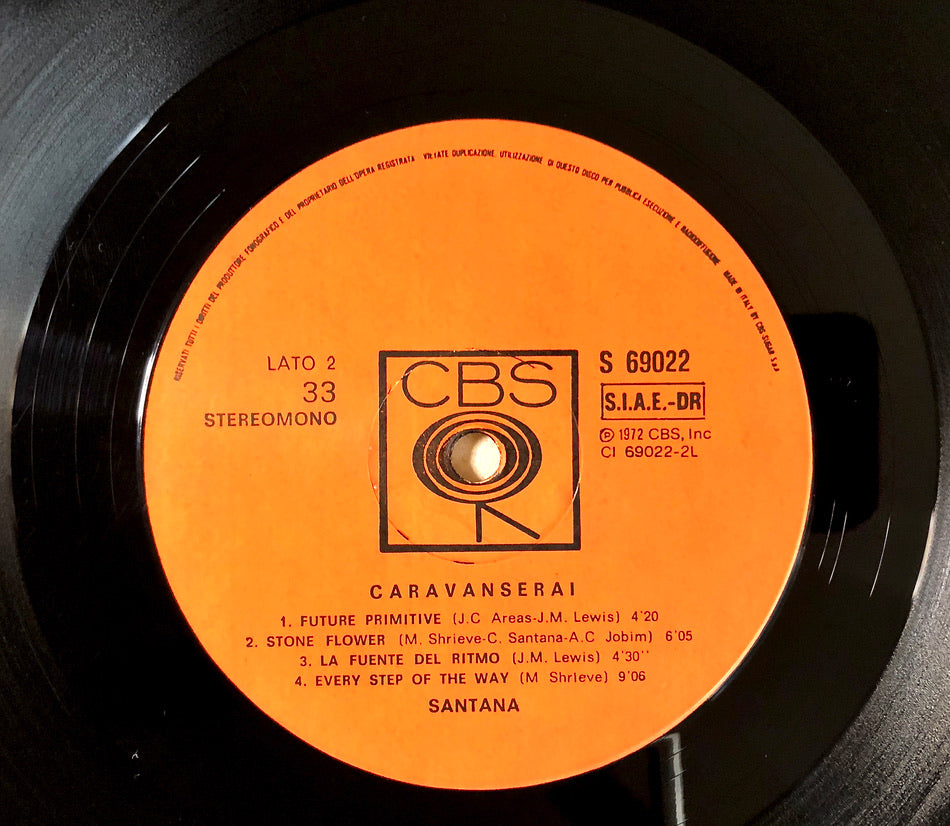 RISERVATI TUTTI I DIRITTI DEL PRODUTTORE FONOGRAFICO E DEL PROPRIETARIO DELL'OPERA REGISTRATA VIETATE DUPLICAZIONE UTILIZZAZIONE DI QUESTO DISCO PER PUBBLICA ESECUZIONE E RADIODIFFUSIONE MADE IN ITALY BY CBS SUGAR S.p.A.
LATO 2
33
STEREOMONO
CBS
S 69022
S.I.A.E.-DR
℗ 1972 CBS, Inc
CI 69022-2L
CARAVANSERAI
1. FUTURE PRIMITIVE (J.C Areas-J.M. Lewis) 4'20
2. STONE FLOWER (M. Shrieve-C. Santana-A.C Jobim) 6'05
3. LA FUENTE DEL RITMO (J.M. Lewis) 4'30''
4. EVERY STEP OF THE WAY (M Shrieve) 9'06
SANTANA